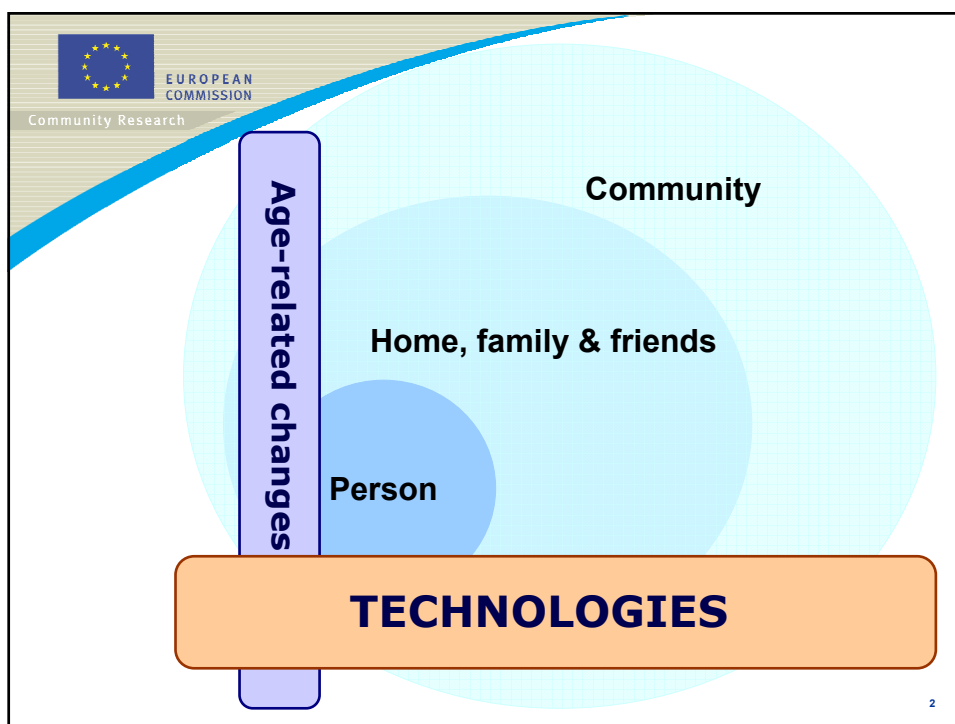 EUROPEAN
COMMISSION
Community Research
Age-related changes
Community
Home, family & friends
Person
TECHNOLOGIES
2